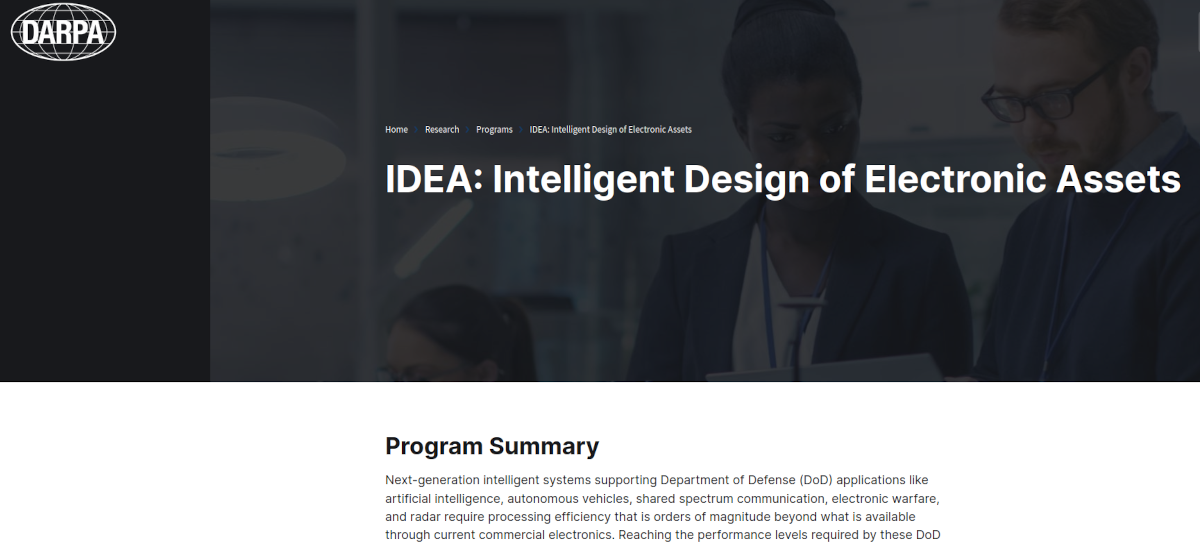 DARPA
Home Research Programs IDEA: Intelligent Design of Electronic Assets
IDEA: Intelligent Design of Electronic Assets
Program Summary
Next-generation intelligent systems supporting Department of Defense (DoD) applications like
artificial intelligence, autonomous vehicles, shared spectrum communication, electronic warfare,
and radar require processing efficiency that is orders of magnitude beyond what is available
through current commercial electronics. Reaching the performance levels required by these DoD